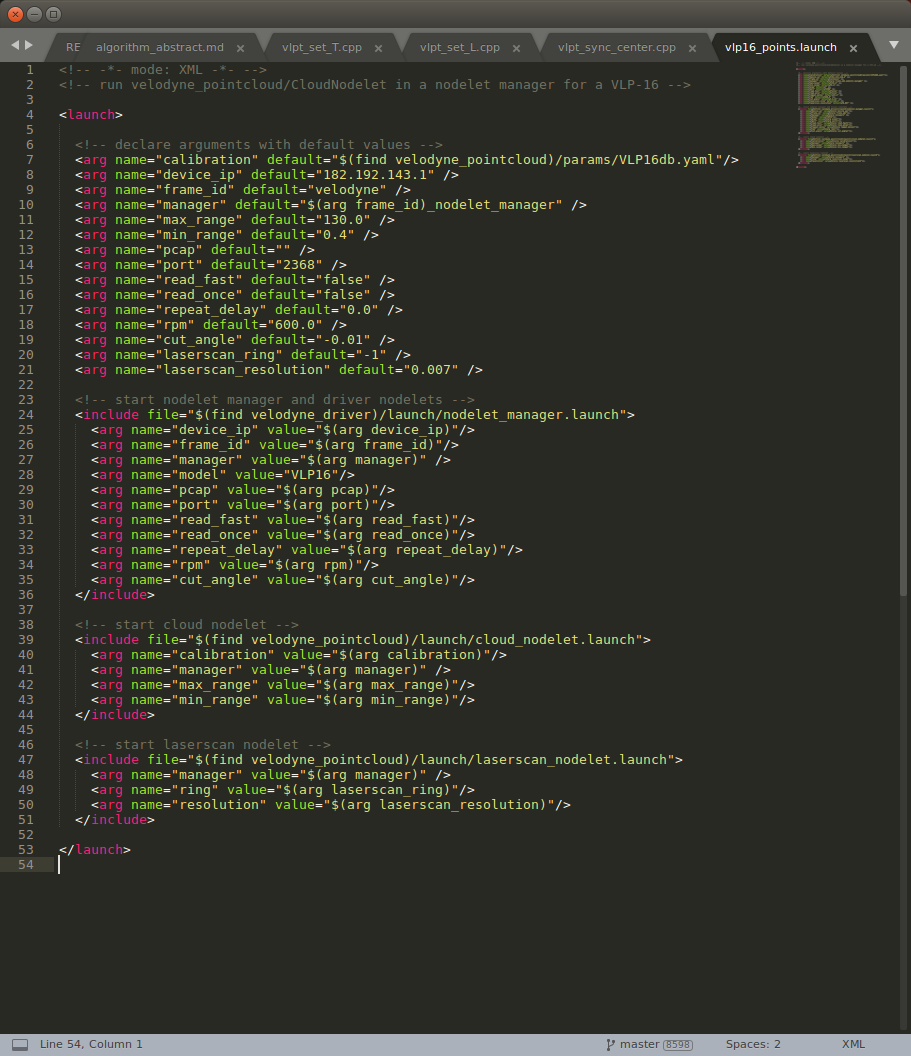 RE algorithm_abstract.md × vlpt_set_T.cpp × vlpt_set_L.cpp × vlpt_sync_center.cpp × vlp16_points.launch ×
1 <!-- -*- mode: XML -*- -->
2 <!-- run velodyne_pointcloud/CloudNodelet in a nodelet manager for a VLP-16 -->
3
4 <launch>
5
6 <!-- declare arguments with default values -->
7 <arg name="calibration" default="$(find velodyne_pointcloud)/params/VLP16db.yaml"/>
8 <arg name="device_ip" default="182.192.143.1" />
9 <arg name="frame_id" default="velodyne" />
10 <arg name="manager" default="$(arg frame_id)_nodelet_manager" />
11 <arg name="max_range" default="130.0" />
12 <arg name="min_range" default="0.4" />
13 <arg name="pcap" default="" />
14 <arg name="port" default="2368" />
15 <arg name="read_fast" default="false" />
16 <arg name="read_once" default="false" />
17 <arg name="repeat_delay" default="0.0" />
18 <arg name="rpm" default="600.0" />
19 <arg name="cut_angle" default="-0.01" />
20 <arg name="laserscan_ring" default="-1" />
21 <arg name="laserscan_resolution" default="0.007" />
22
23 <!-- start nodelet manager and driver nodelets -->
24 <include file="$(find velodyne_driver)/launch/nodelet_manager.launch">
25 <arg name="device_ip" value="$(arg device_ip)"/>
26 <arg name="frame_id" value="$(arg frame_id)"/>
27 <arg name="manager" value="$(arg manager)" />
28 <arg name="model" value="VLP16"/>
29 <arg name="pcap" value="$(arg pcap)"/>
30 <arg name="port" value="$(arg port)"/>
31 <arg name="read_fast" value="$(arg read_fast)"/>
32 <arg name="read_once" value="$(arg read_once)"/>
33 <arg name="repeat_delay" value="$(arg repeat_delay)"/>
34 <arg name="rpm" value="$(arg rpm)"/>
35 <arg name="cut_angle" value="$(arg cut_angle)"/>
36 </include>
37
38 <!-- start cloud nodelet -->
39 <include file="$(find velodyne_pointcloud)/launch/cloud_nodelet.launch">
40 <arg name="calibration" value="$(arg calibration)"/>
41 <arg name="manager" value="$(arg manager)" />
42 <arg name="max_range" value="$(arg max_range)"/>
43 <arg name="min_range" value="$(arg min_range)"/>
44 </include>
45
46 <!-- start laserscan nodelet -->
47 <include file="$(find velodyne_pointcloud)/launch/laserscan_nodelet.launch">
48 <arg name="manager" value="$(arg manager)" />
49 <arg name="ring" value="$(arg laserscan_ring)"/>
50 <arg name="resolution" value="$(arg laserscan_resolution)"/>
51 </include>
52
53 </launch>
54
Line 54, Column 1 master 8598 Spaces: 2 XML